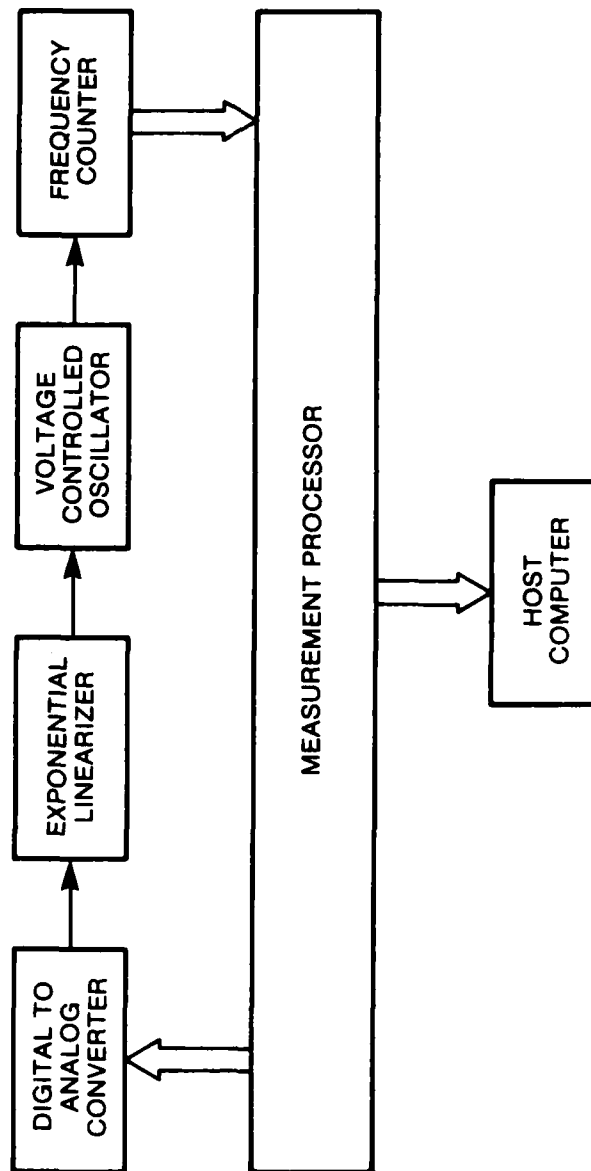 DIGITAL TO
ANALOG
CONVERTER
EXPONENTIAL
LINEARIZER
VOLTAGE
CONTROLLED
OSCILLATOR
FREQUENCY
COUNTER
MEASUREMENT PROCESSOR
HOST
COMPUTER